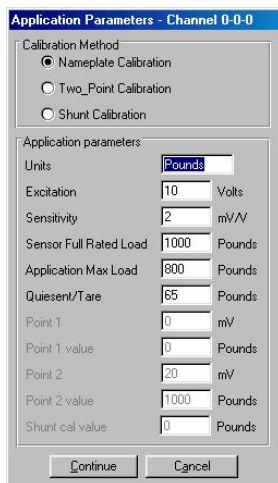 Application Parameters - Channel 0-0-0
Calibration Method
Nameplate Calibration
Two_Point Calibration
Shunt Calibration
Application parameters
Units Pounds
Excitation 10 Volts
Sensitivity 2 mV/V
Sensor Full Rated Load 1000 Pounds
Application Max Load 800 Pounds
Quiesent/Tare 65 Pounds
Point 1 0 mV
Point 1 value 0 Pounds
Point 2 20 mV
Point 2 value 1000 Pounds
Shunt cal value 0 Pounds
Continue Cancel